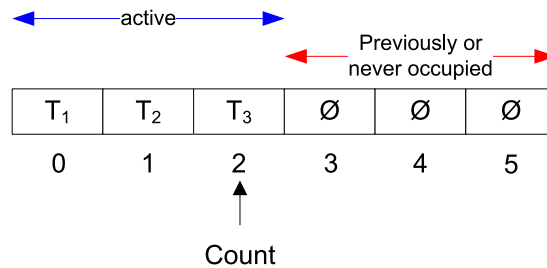 active
Previously or
never occupied
T₁ T₂ T₃ Ø Ø Ø
0 1 2 3 4 5
Count